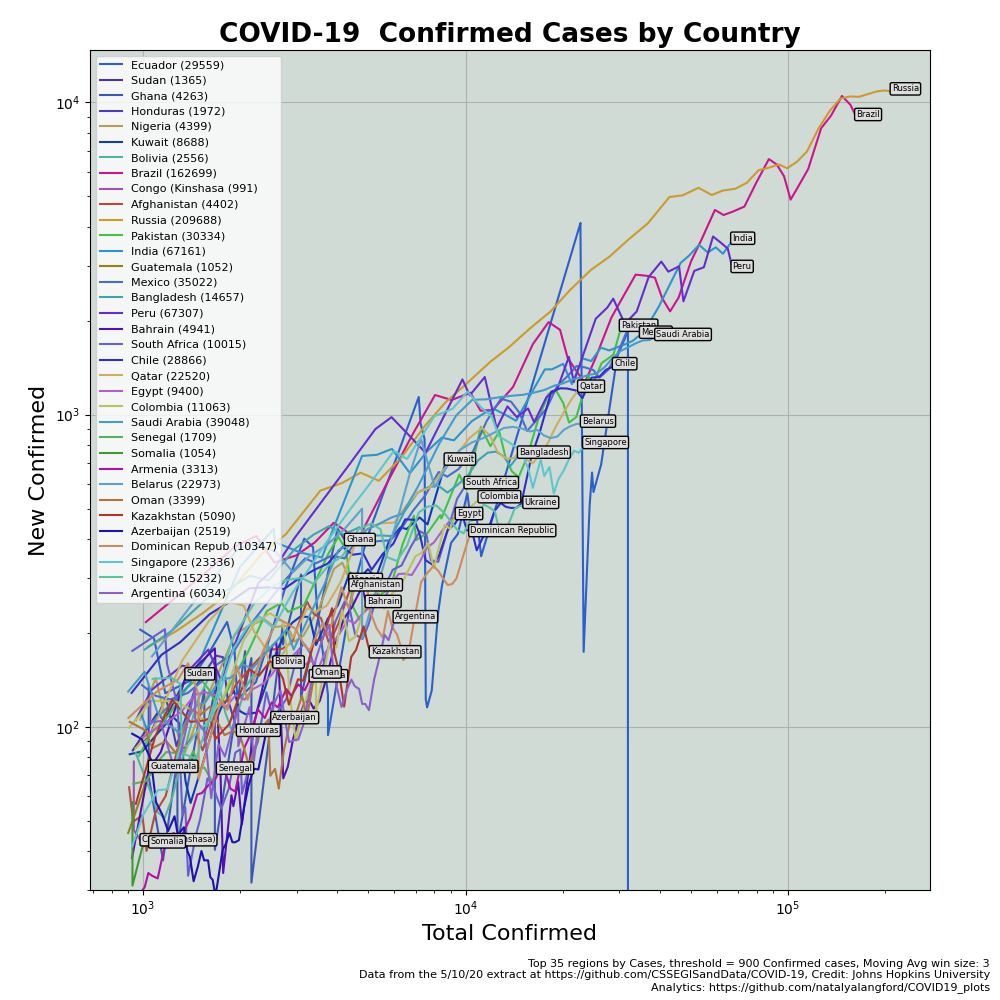 COVID-19  Confirmed Cases by Country
Ecuador (29559)
Sudan (1365)
Ghana (4263)
Honduras (1972)
Nigeria (4399)
Kuwait (8688)
Bolivia (2556)
Brazil (162699)
Congo (Kinshasa (991)
Afghanistan (4402)
Russia (209688)
Pakistan (30334)
India (67161)
Guatemala (1052)
Mexico (35022)
Bangladesh (14657)
Peru (67307)
Bahrain (4941)
South Africa (10015)
Chile (28866)
Qatar (22520)
Egypt (9400)
Colombia (11063)
Saudi Arabia (39048)
Senegal (1709)
Somalia (1054)
Armenia (3313)
Belarus (22973)
Oman (3399)
Kazakhstan (5090)
Azerbaijan (2519)
Dominican Repub (10347)
Singapore (23336)
Ukraine (15232)
Argentina (6034)
Russia
Brazil
India
Peru
Pakistan
Saudi Arabia
Chile
Qatar
Belarus
Singapore
Bangladesh
Kuwait
South Africa
Colombia
Ukraine
Egypt
Dominican Republic
Ghana
Afghanistan
Bahrain
Argentina
Kazakhstan
Bolivia
Oman
Sudan
Azerbaijan
Honduras
Guatemala
Senegal
Somalia
New Confirmed
10⁴
10³
10²
10³
10⁴
10⁵
Total Confirmed
Top 35 regions by Cases, threshold = 900 Confirmed cases, Moving Avg win size: 3
Data from the 5/10/20 extract at https://github.com/CSSEGISandData/COVID-19, Credit: Johns Hopkins University
Analytics: https://github.com/natalyalangford/COVID19_plots